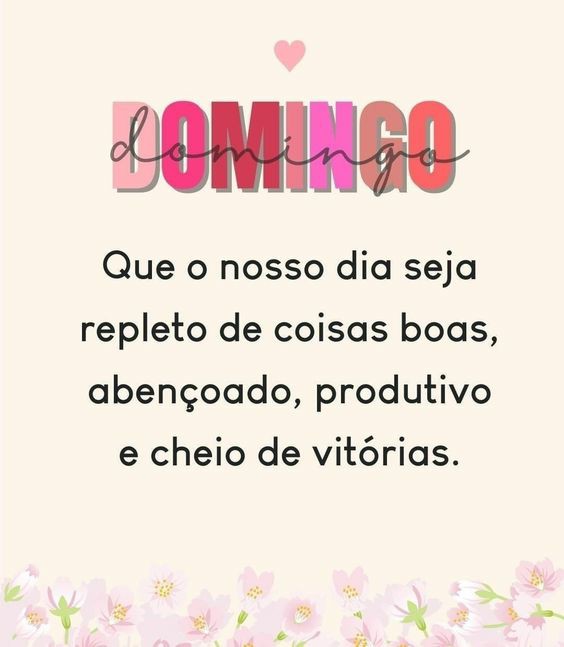 DOMINGO
domingo
Que o nosso dia seja
repleto de coisas boas,
abençoado, produtivo
e cheio de vitórias.